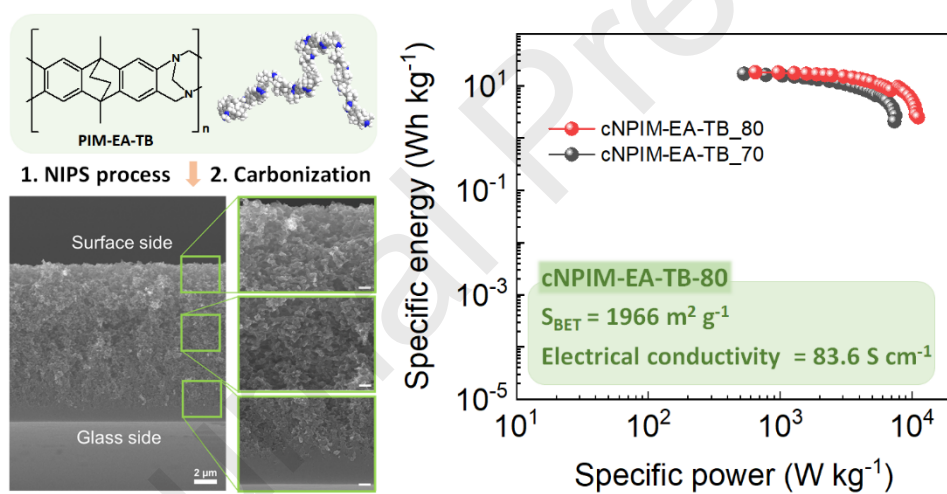 N
N
n
PIM-EA-TB
1. NIPS process 2. Carbonization
Surface side
Glass side
2 μm
Specific energy (Wh kg⁻¹)
10¹
10⁻¹
10⁻³
10⁻⁵
cNPIM-EA-TB_80
cNPIM-EA-TB_70
cNPIM-EA-TB-80
S_BET = 1966 m² g⁻¹
Electrical conductivity = 83.6 S cm⁻¹
10¹ 10² 10³ 10⁴
Specific power (W kg⁻¹)